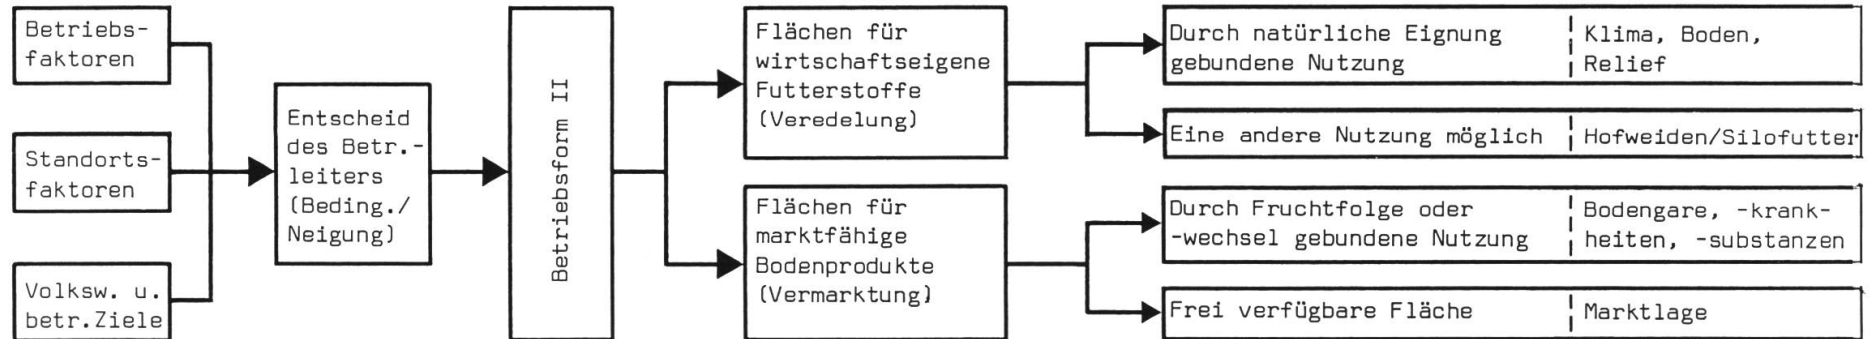 Betriebs-
faktoren
Standorts-
faktoren
Volksw. u.
betr.Ziele
Entscheid
des Betr.-
leiters
(Beding./
Neigung)
Betriebsform II
Flächen für
wirtschaftseigene
Futterstoffe
(Veredelung)
Flächen für
marktfähige
Bodenprodukte
(Vermarktung)
Durch natürliche Eignung
gebundene Nutzung
Klima, Boden,
Relief
Eine andere Nutzung möglich
Hofweiden/Silofutter
Durch Fruchtfolge oder
-wechsel gebundene Nutzung
Bodengare, -krank-
heiten, -substanzen
Frei verfügbare Fläche
Marktlage